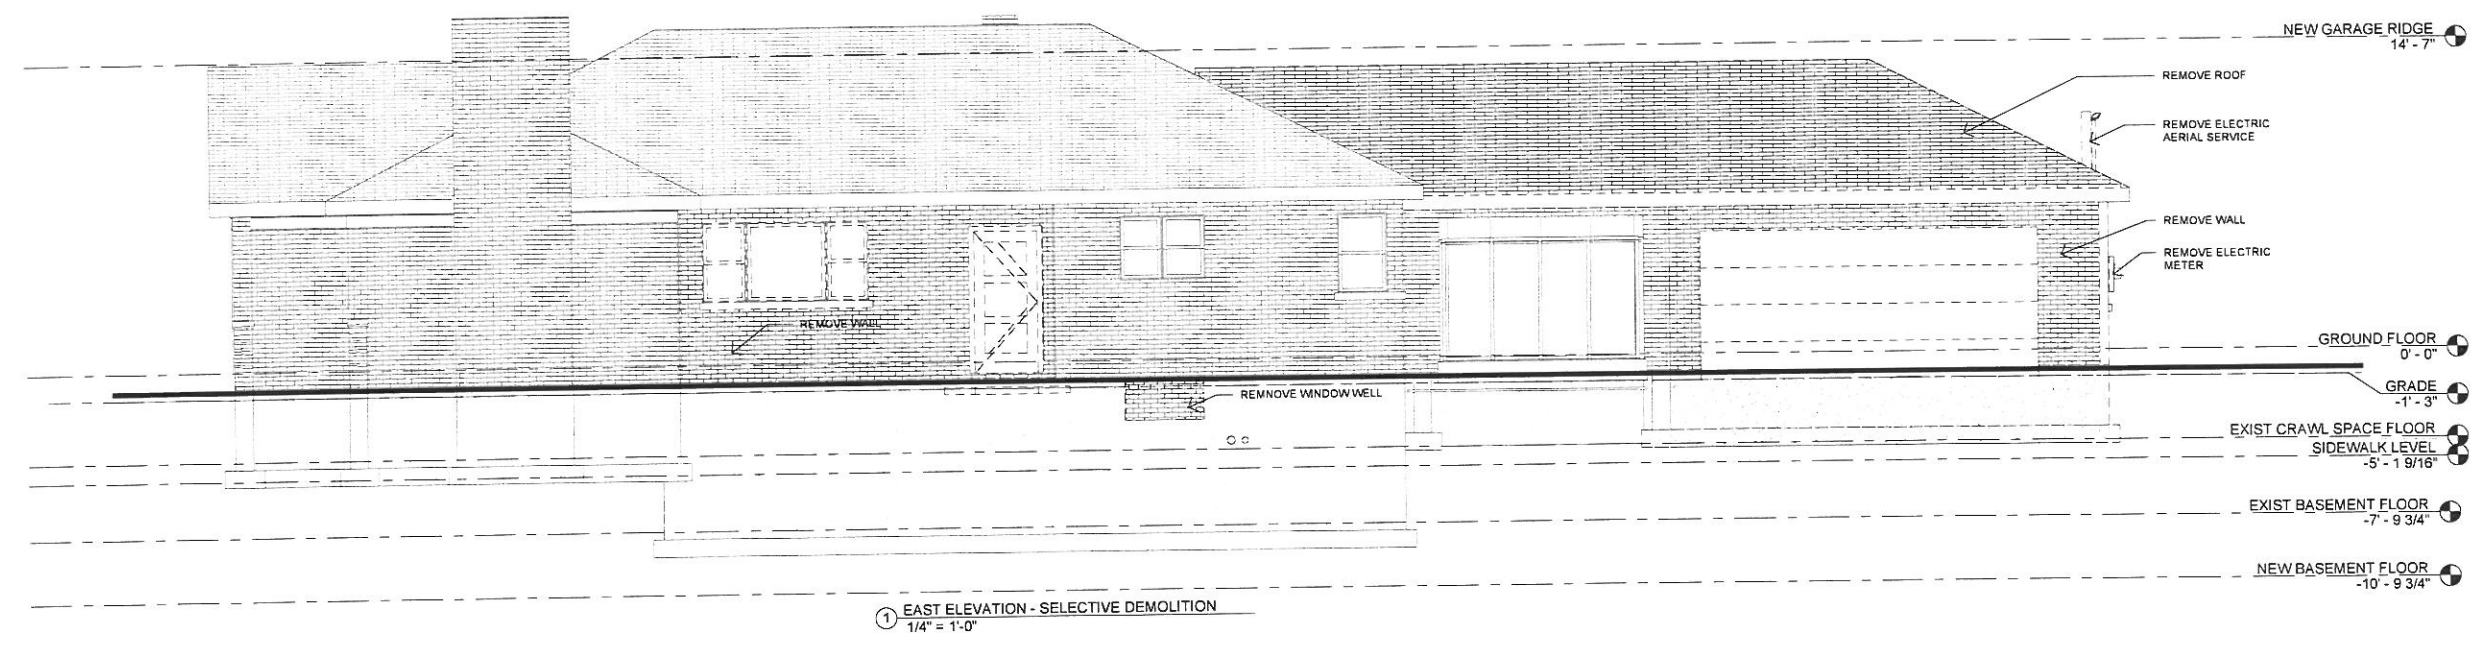 NEW GARAGE RIDGE
14' - 7"
REMOVE ROOF
REMOVE ELECTRIC
AERIAL SERVICE
REMOVE WALL
REMOVE ELECTRIC
METER
REMOVE WALL
GROUND FLOOR
0' - 0"
REMNOVE WINDOW WELL
GRADE
-1' - 3"
EXIST CRAWL SPACE FLOOR
SIDEWALK LEVEL
-5' - 1 9/16"
EXIST BASEMENT FLOOR
-7' - 9 3/4"
NEW BASEMENT FLOOR
-10' - 9 3/4"
1 EAST ELEVATION - SELECTIVE DEMOLITION
1/4" = 1'-0"